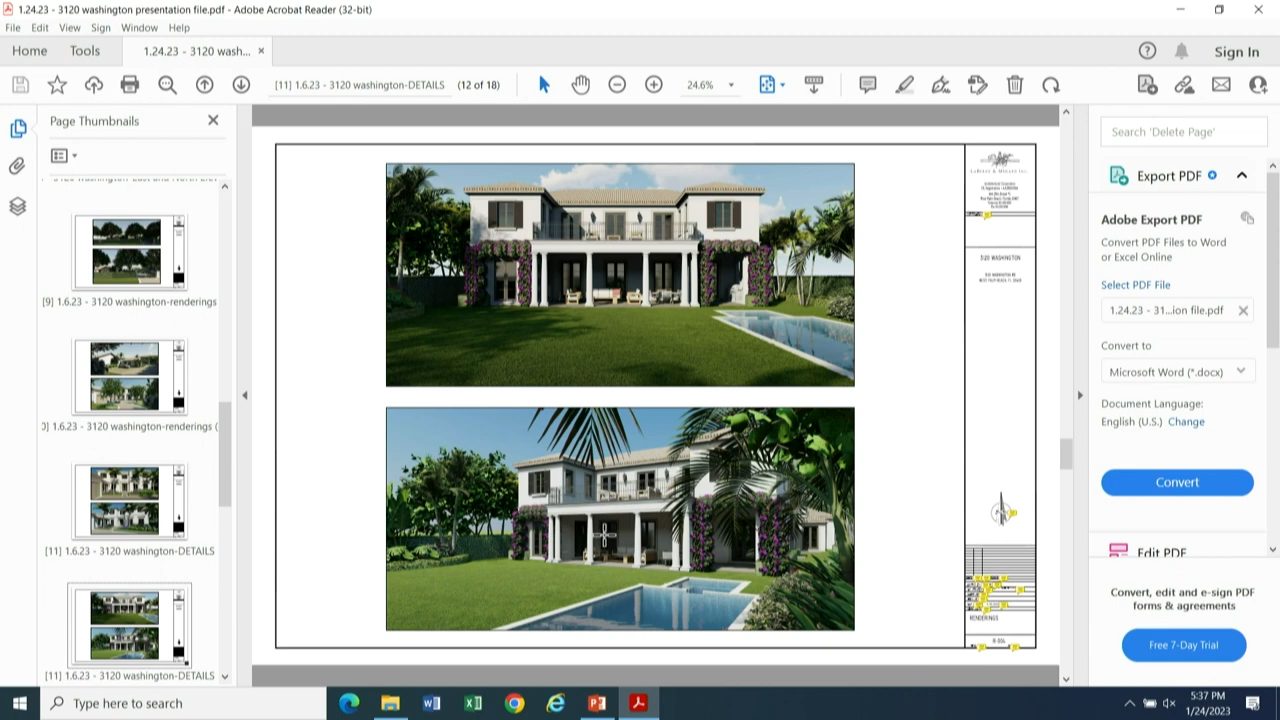 1.24.23 - 3120 washington presentation file.pdf - Adobe Acrobat Reader (32-bit)
File Edit View Sign Window Help
Home Tools 1.24.23 - 3120 wash... × Sign In
[11] 1.6.23 - 3120 washington-DETAILS (12 of 18) 24.6%
Page Thumbnails
[9] 1.6.23 - 3120 washington-renderings
0] 1.6.23 - 3120 washington-renderings (
[11] 1.6.23 - 3120 washington-DETAILS
[11] 1.6.23 - 3120 washington-DETAILS
3120 WASHINGTON
RENDERINGS
Search 'Delete Page'
Export PDF
Adobe Export PDF
Convert PDF Files to Word
or Excel Online
Select PDF File
1.24.23 - 31...ion file.pdf
Convert to
Microsoft Word (*.docx)
Document Language:
English (U.S.) Change
Convert
Edit PDF
Convert, edit and e-sign PDF
forms & agreements
Free 7-Day Trial
Type here to search
5:37 PM
1/24/2023